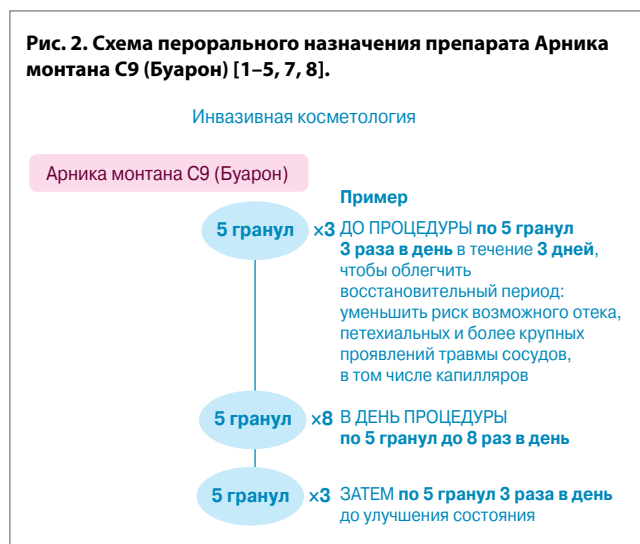 Рис. 2. Схема перорального назначения препарата Арника
монтана С9 (Буарон) [1–5, 7, 8].
Инвазивная косметология
Арника монтана С9 (Буарон)
Пример
5 гранул ×3 ДО ПРОЦЕДУРЫ по 5 гранул
3 раза в день в течение 3 дней,
чтобы облегчить
восстановительный период:
уменьшить риск возможного отека,
петехиальных и более крупных
проявлений травмы сосудов,
в том числе капилляров
5 гранул ×8 В ДЕНЬ ПРОЦЕДУРЫ
по 5 гранул до 8 раз в день
5 гранул ×3 ЗАТЕМ по 5 гранул 3 раза в день
до улучшения состояния